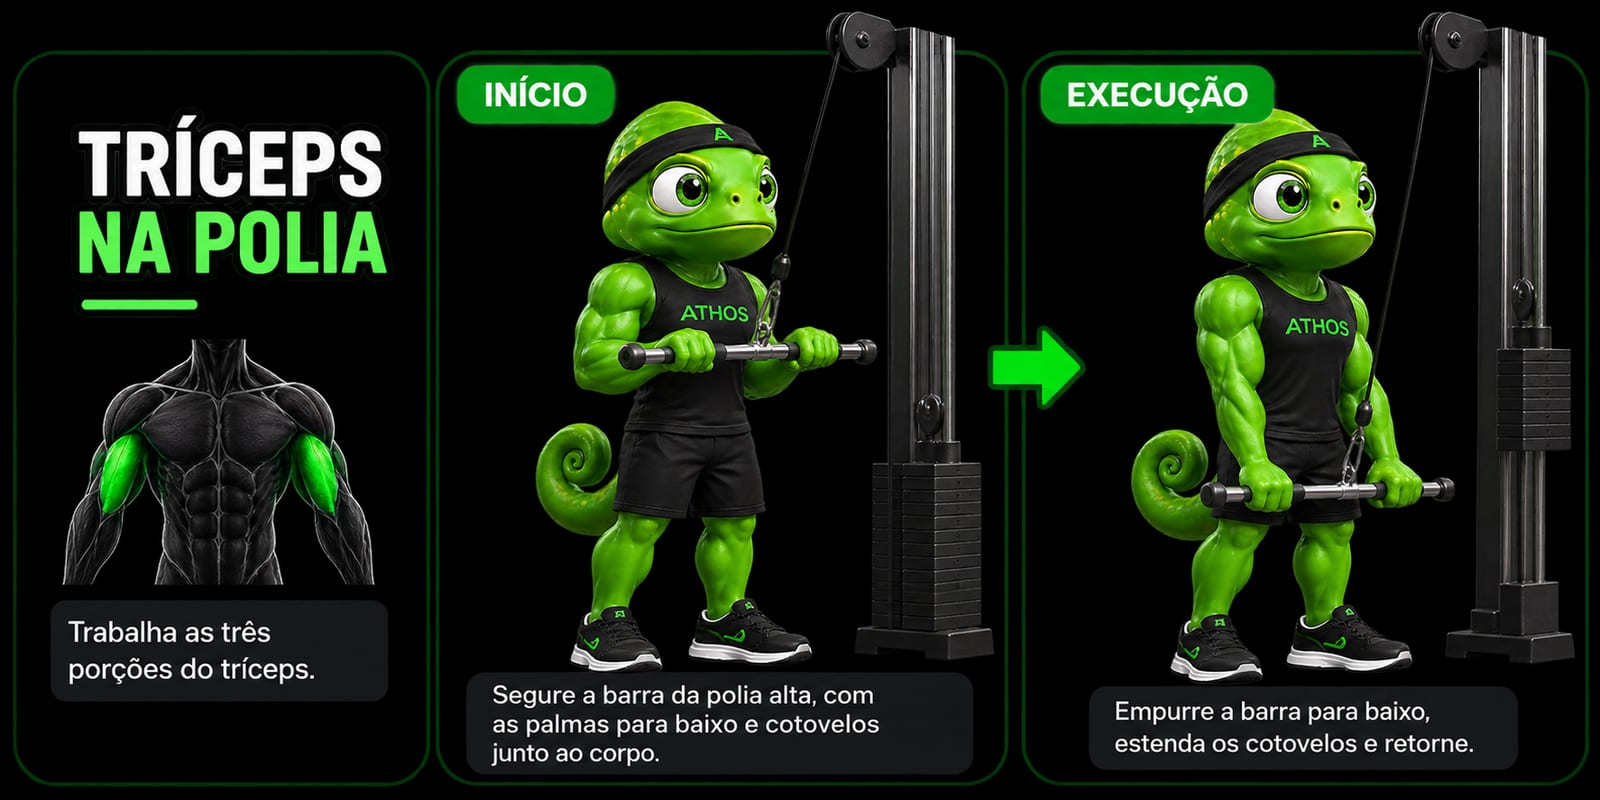 TRÍCEPS
NA POLIA
Trabalha as três
porções do tríceps.
INÍCIO
A
ATHOS
Segure a barra da polia alta, com
as palmas para baixo e cotovelos
junto ao corpo.
EXECUÇÃO
A
ATHOS
Empurre a barra para baixo,
estenda os cotovelos e retorne.